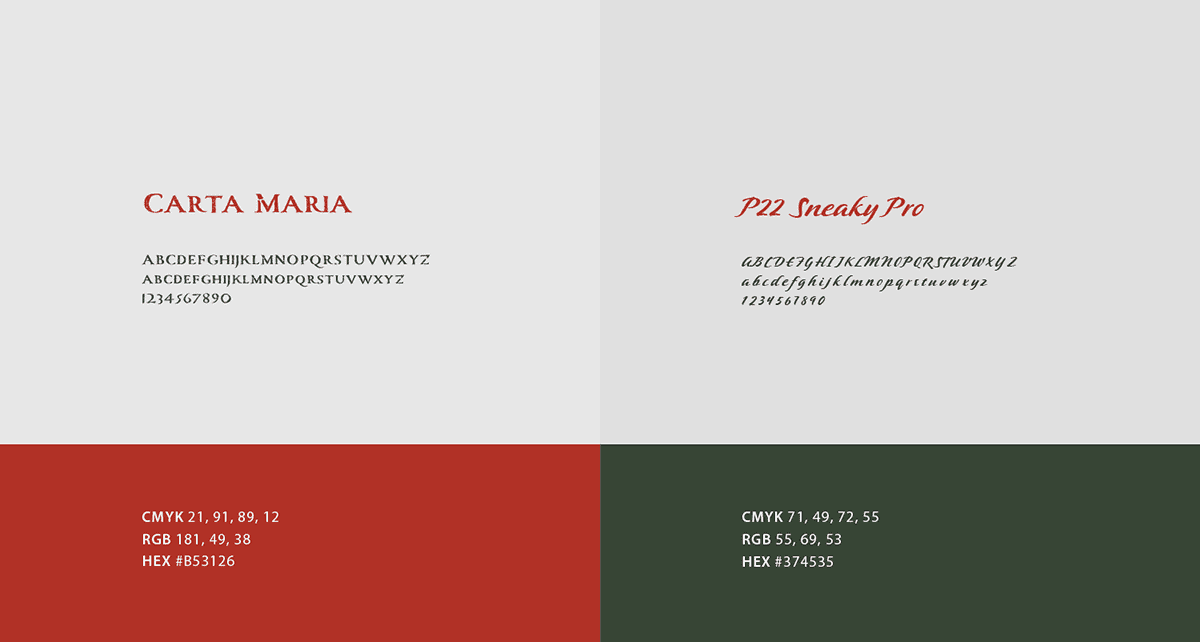 CARTA MARIA
ABCDEFGHIJKLMNOPQRSTUVWXYZ
ABCDEFGHIJKLMNOPQRSTUVWXYZ
1234567890
P22 Sneaky Pro
ABCDEFGHIJKLMNOPQRSTUVWXYZ
abcdefghijklmnopqrstuvwxyz
1234567890
CMYK 21, 91, 89, 12
RGB 181, 49, 38
HEX #B53126
CMYK 71, 49, 72, 55
RGB 55, 69, 53
HEX #374535